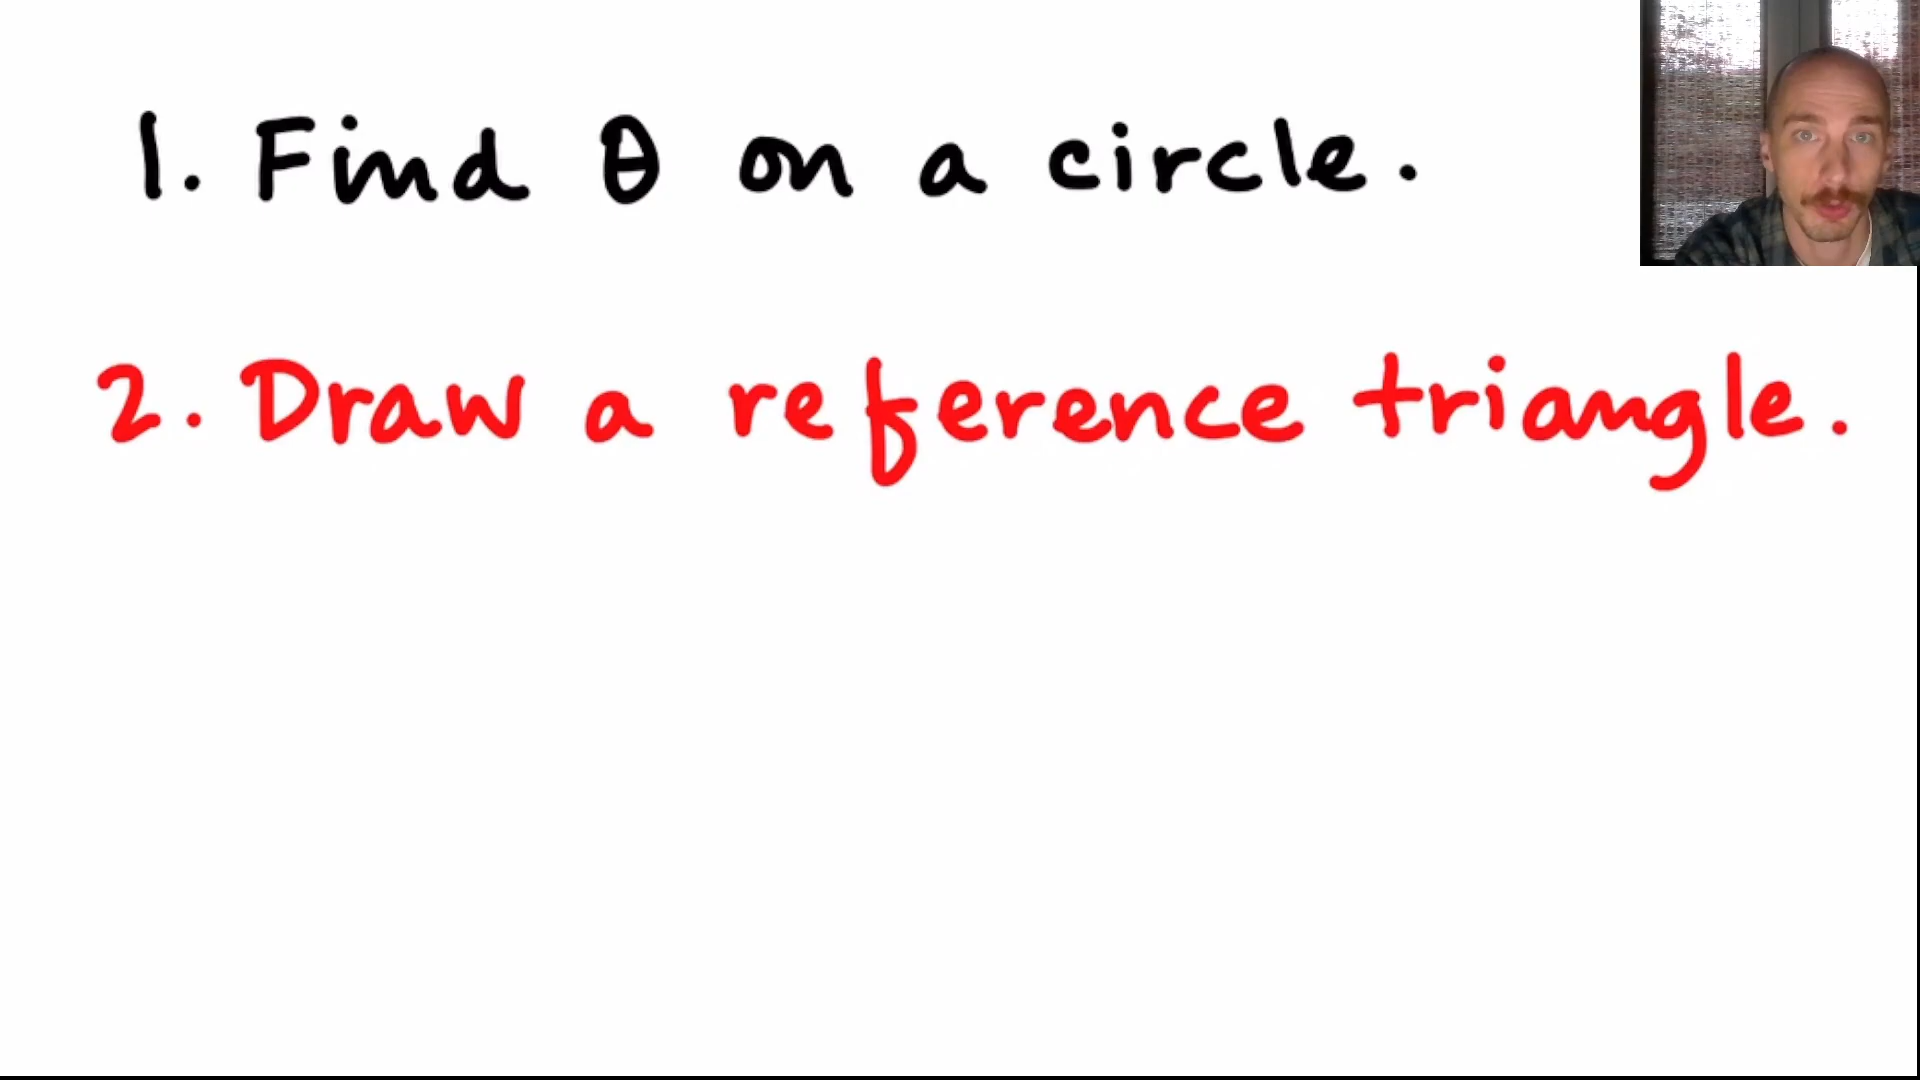 1. Find θ on a circle.
2. Draw a reference triangle.